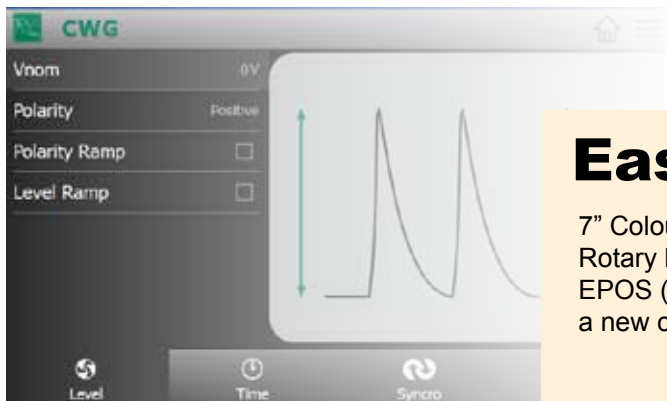 CWG
Vnom 0V
Polarity Positive
Polarity Ramp
Level Ramp
Level Time Syncro
Eas
7” Colou
Rotary
EPOS (
a new